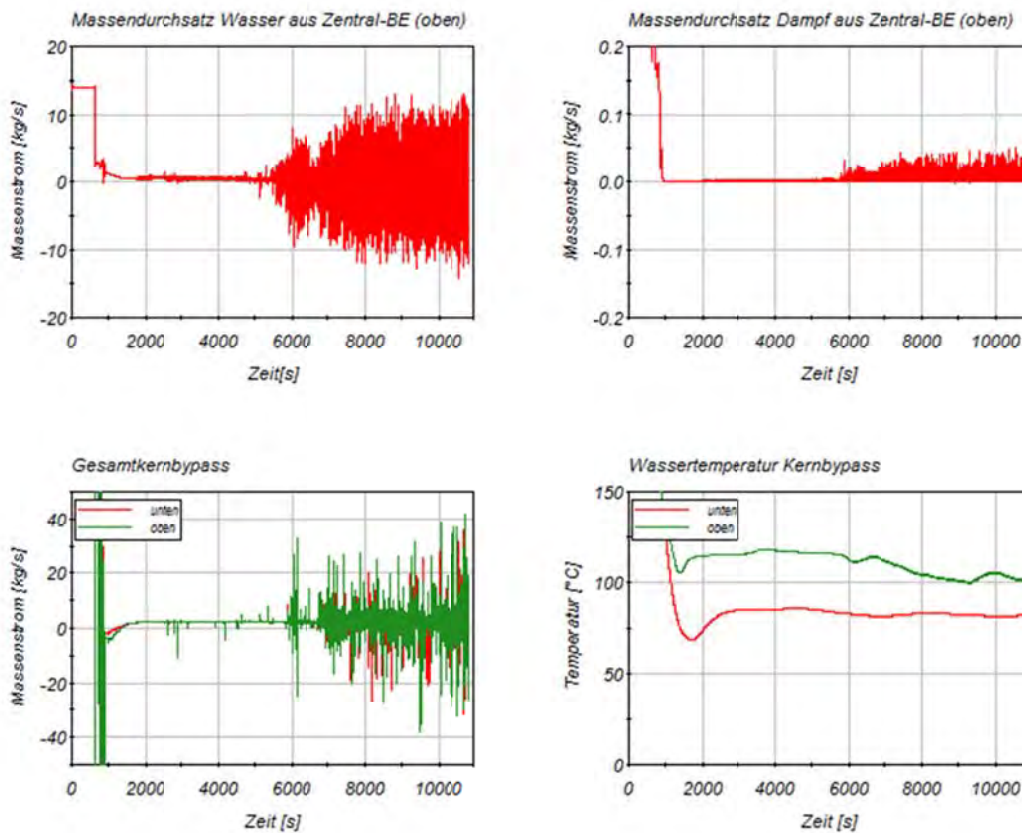 Massendurchsatz Wasser aus Zentral-BE (oben)
20
10
0
-10
-20
Massenstrom [kg/s]
0 2000 4000 6000 8000 10000
Zeit[s]
Massendurchsatz Dampf aus Zentral-BE (oben)
0.2
0.1
0.0
-0.1
-0.2
Massenstrom [kg/s]
0 2000 4000 6000 8000 10000
Zeit [s]
Gesamtkernbypass
unten
oben
40
20
0
-20
-40
Massenstrom [kg/s]
0 2000 4000 6000 8000 10000
Zeit [s]
Wassertemperatur Kernbypass
unten
oben
150
100
50
0
Temperatur [°C]
0 2000 4000 6000 8000 10000
Zeit [s]